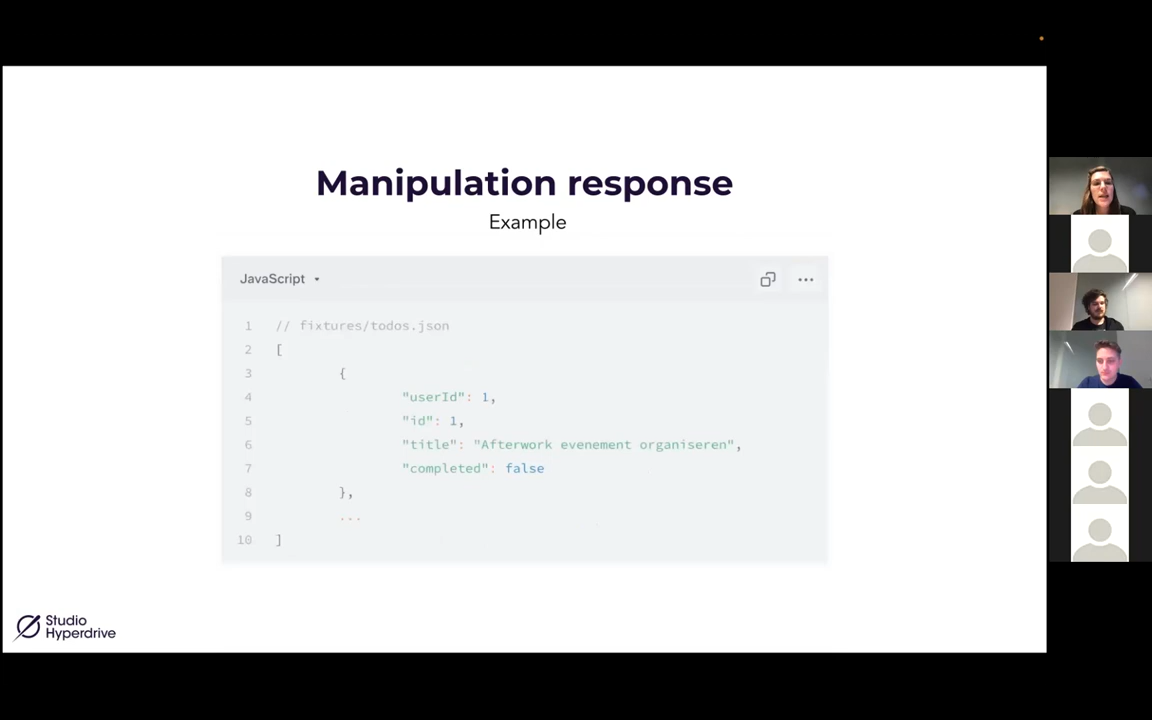 Manipulation response
Example
JavaScript
1 // fixtures/todos.json
2 [
3 {
4 "userId": 1,
5 "id": 1,
6 "title": "Afterwork evenement organiseren",
7 "completed": false
8 },
9 ...
10 ]
Studio
Hyperdrive